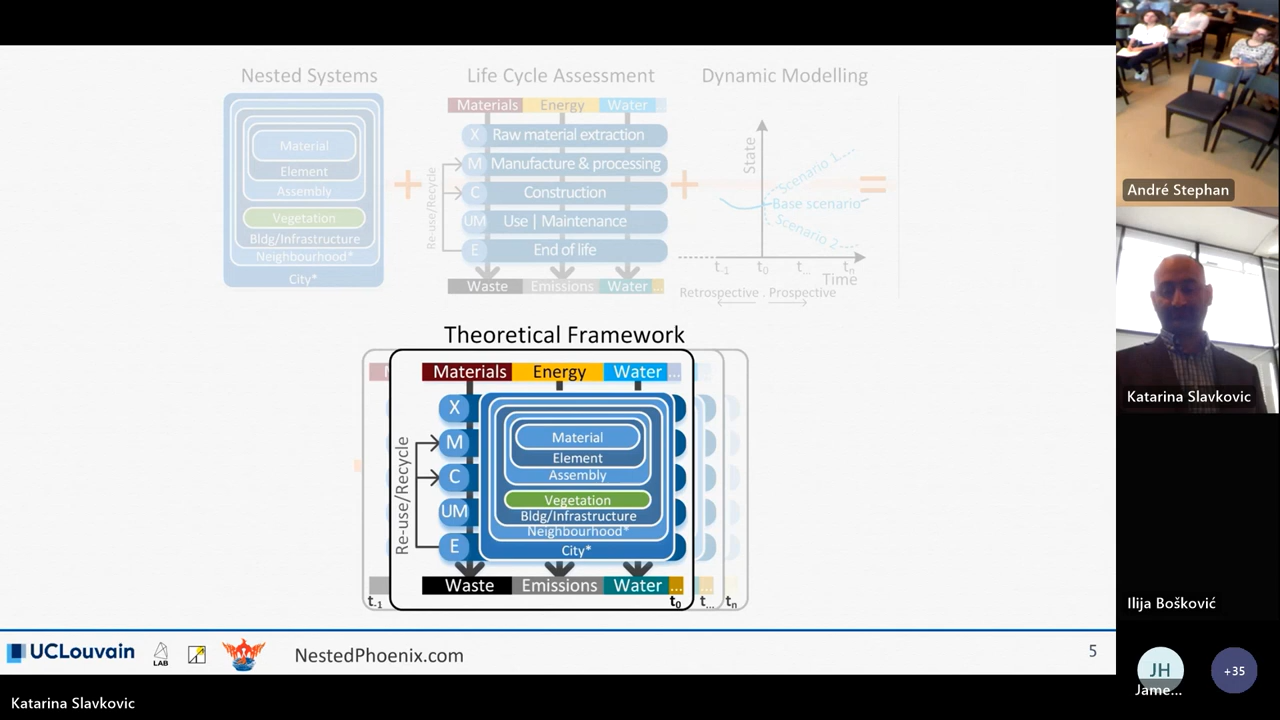 Nested Systems
Life Cycle Assessment
Dynamic Modelling
Material
Element
Assembly
Vegetation
Bldg/Infrastructure
Neighbourhood*
City*
Materials Energy Water
X Raw material extraction
M Manufacture & processing
C Construction
UM Use | Maintenance
E End of life
Re-use/Recycle
Waste Emissions Water ...
State
Scenario 1
Base scenario
Scenario 2
t-1 t0 t... tn
Time
Retrospective . Prospective
Theoretical Framework
Materials Energy Water ...
X
M
C
UM
E
Re-use/Recycle
Material
Element
Assembly
Vegetation
Bldg/Infrastructure
Neighbourhood*
City*
Waste Emissions Water ...
t-1 t0 t... tn
UCLouvain
LAB
NestedPhoenix.com
5
Katarina Slavkovic
André Stephan
Katarina Slavkovic
Ilija Bošković
JH
Jame...
+35